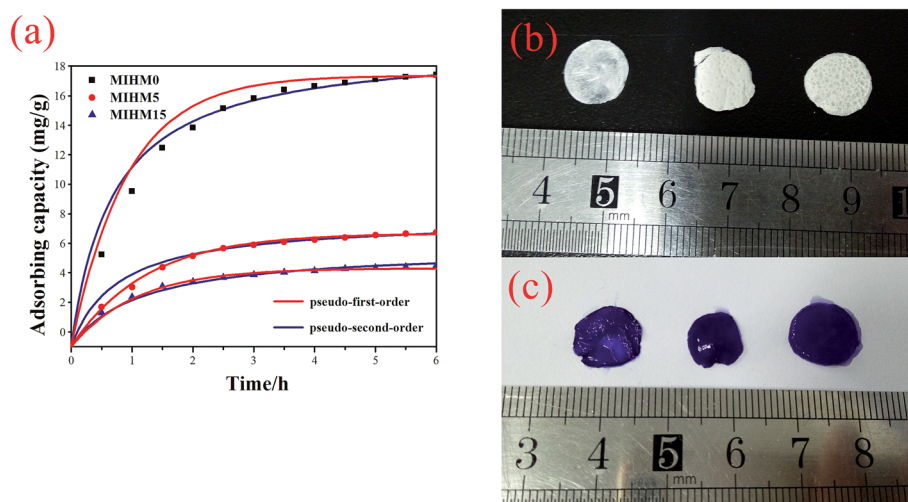 (a)
18
16
14
12
10
8
6
4
2
0
Adsorbing capacity (mg/g)
MIHM0
MIHM5
MIHM15
pseudo-first-order
pseudo-second-order
0 1 2 3 4 5 6
Time/h
(b)
4 5 6 7 8 9 1
mm
(c)
3 4 5 6 7 8
mm